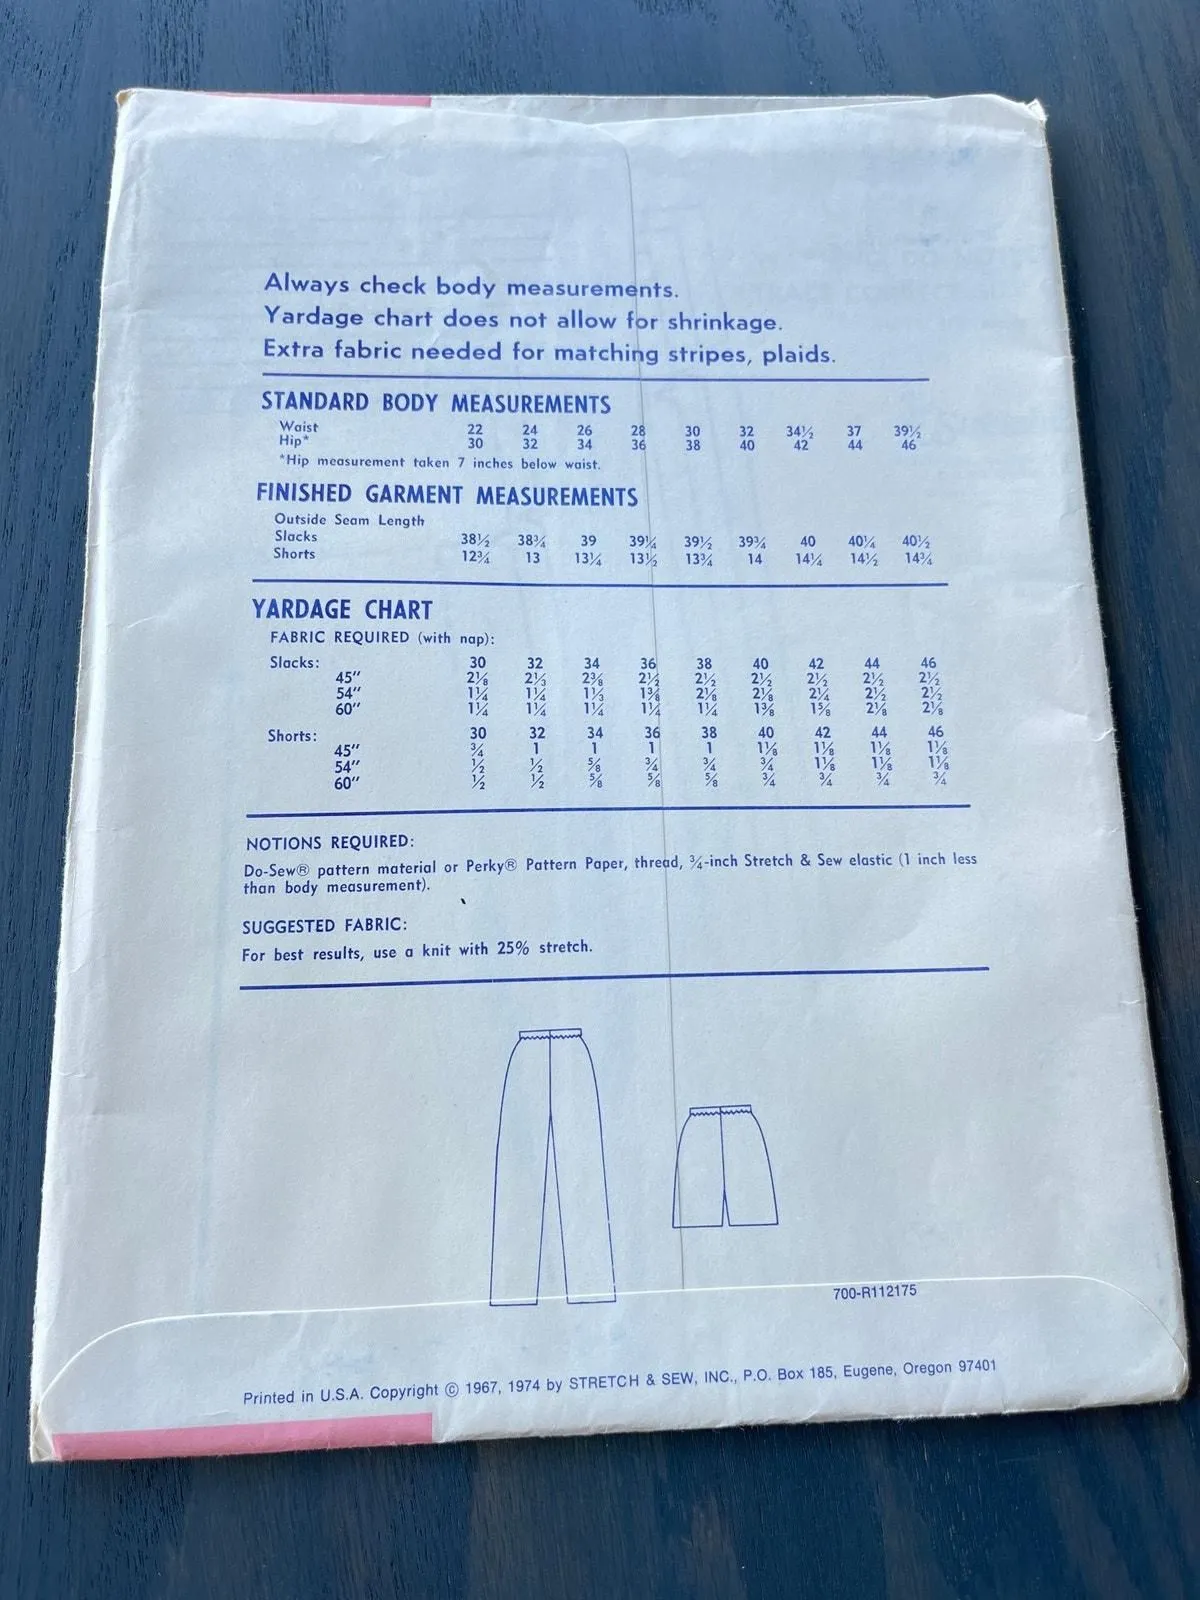 Always check body measurements.
Yardage chart does not allow for shrinkage.
Extra fabric needed for matching stripes, plaids.
STANDARD BODY MEASUREMENTS
Waist 22 24 26 28 30 32 34½ 37 39½
Hip* 30 32 34 36 38 40 42 44 46
*Hip measurement taken 7 inches below waist.
FINISHED GARMENT MEASUREMENTS
Outside Seam Length
Slacks 38½ 38¾ 39 39¼ 39½ 39¾ 40 40¼ 40½
Shorts 12¾ 13 13¼ 13½ 13¾ 14 14¼ 14½ 14¾
YARDAGE CHART
FABRIC REQUIRED (with nap):
Slacks: 30 32 34 36 38 40 42 44 46
45" 2⅛ 2⅓ 2⅜ 2½ 2½ 2½ 2½ 2½ 2½
54" 1¼ 1¼ 1⅓ 1⅜ 2⅛ 2⅛ 2¼ 2½ 2½
60" 1¼ 1¼ 1¼ 1¼ 1¼ 1⅜ 1⅝ 2⅛ 2⅛
Shorts: 30 32 34 36 38 40 42 44 46
45" ¾ 1 1 1 1 1⅛ 1⅛ 1⅛ 1⅛
54" ½ ½ ⅝ ¾ ¾ ¾ 1⅛ 1⅛ 1⅛
60" ½ ½ ⅝ ⅝ ⅝ ¾ ¾ ¾ ¾
NOTIONS REQUIRED:
Do-Sew® pattern material or Perky® Pattern Paper, thread, ¾-inch Stretch & Sew elastic (1 inch less
than body measurement).
SUGGESTED FABRIC:
For best results, use a knit with 25% stretch.
700-R112175
Printed in U.S.A. Copyright © 1967, 1974 by STRETCH & SEW, INC., P.O. Box 185, Eugene, Oregon 97401